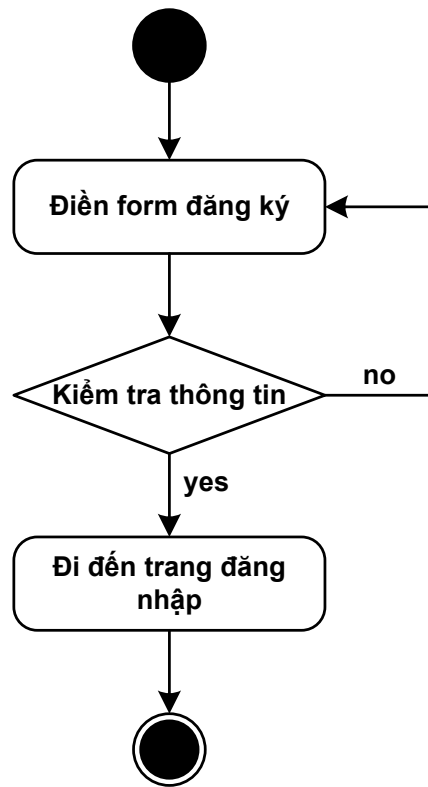 Điền form đăng ký
Kiểm tra thông tin
no
yes
Đi đến trang đăng
nhập